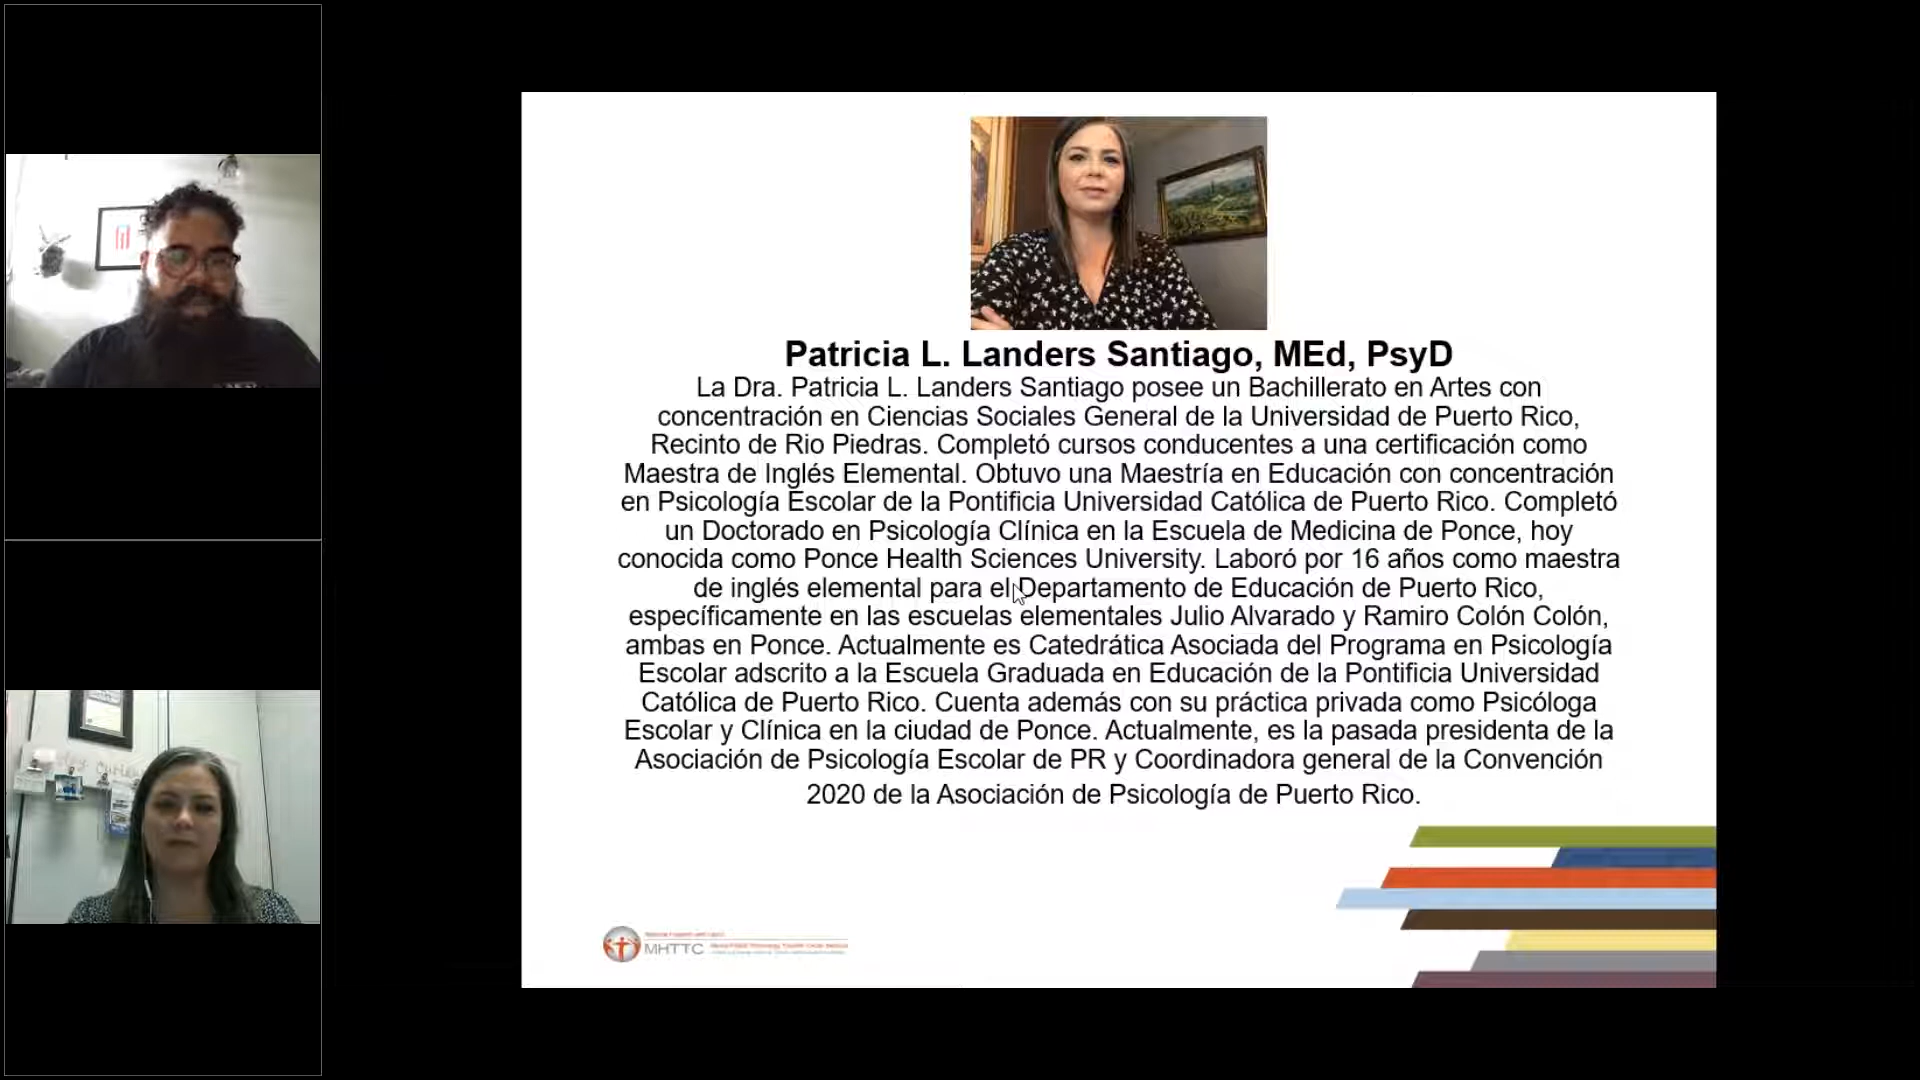 Patricia L. Landers Santiago, MEd, PsyD
La Dra. Patricia L. Landers Santiago posee un Bachillerato en Artes con
concentración en Ciencias Sociales General de la Universidad de Puerto Rico,
Recinto de Rio Piedras. Completó cursos conducentes a una certificación como
Maestra de Inglés Elemental. Obtuvo una Maestría en Educación con concentración
en Psicología Escolar de la Pontificia Universidad Católica de Puerto Rico. Completó
un Doctorado en Psicología Clínica en la Escuela de Medicina de Ponce, hoy
conocida como Ponce Health Sciences University. Laboró por 16 años como maestra
de inglés elemental para el Departamento de Educación de Puerto Rico,
específicamente en las escuelas elementales Julio Alvarado y Ramiro Colón Colón,
ambas en Ponce. Actualmente es Catedrática Asociada del Programa en Psicología
Escolar adscrito a la Escuela Graduada en Educación de la Pontificia Universidad
Católica de Puerto Rico. Cuenta además con su práctica privada como Psicóloga
Escolar y Clínica en la ciudad de Ponce. Actualmente, es la pasada presidenta de la
Asociación de Psicología Escolar de PR y Coordinadora general de la Convención
2020 de la Asociación de Psicología de Puerto Rico.
MHTTC